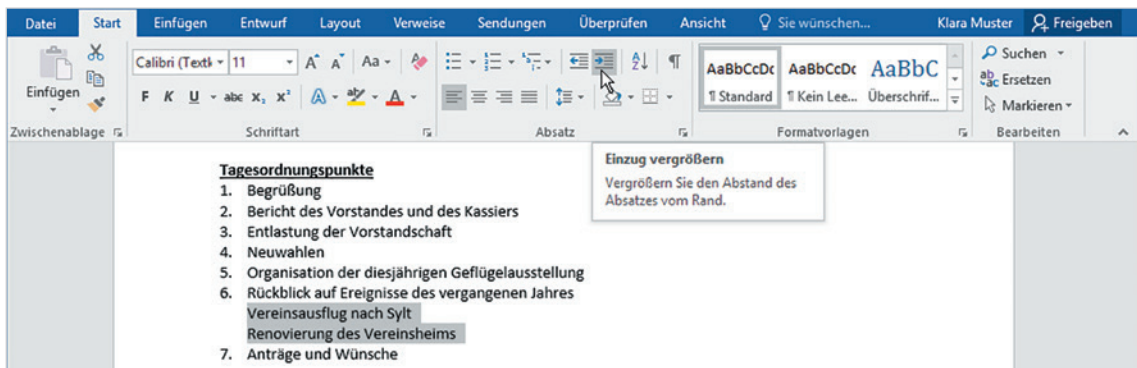 Datei Start Einfügen Entwurf Layout Verweise Sendungen Überprüfen Ansicht Sie wünschen... Klara Muster Freigeben
Einfügen
Zwischenablage
Calibri (Textk 11 A A Aa
F K U abc X₂ X² A aby A
Schriftart
A Z
Absatz
AaBbCcDc AaBbCcDc AaBbC
¶ Standard ¶ Kein Lee... Überschrif...
Formatvorlagen
Suchen
Ersetzen
Markieren
Bearbeiten
Einzug vergrößern
Vergrößern Sie den Abstand des
Absatzes vom Rand.
Tagesordnungspunkte
1. Begrüßung
2. Bericht des Vorstandes und des Kassiers
3. Entlastung der Vorstandschaft
4. Neuwahlen
5. Organisation der diesjährigen Geflügelausstellung
6. Rückblick auf Ereignisse des vergangenen Jahres
Vereinsausflug nach Sylt
Renovierung des Vereinsheims
7. Anträge und Wünsche